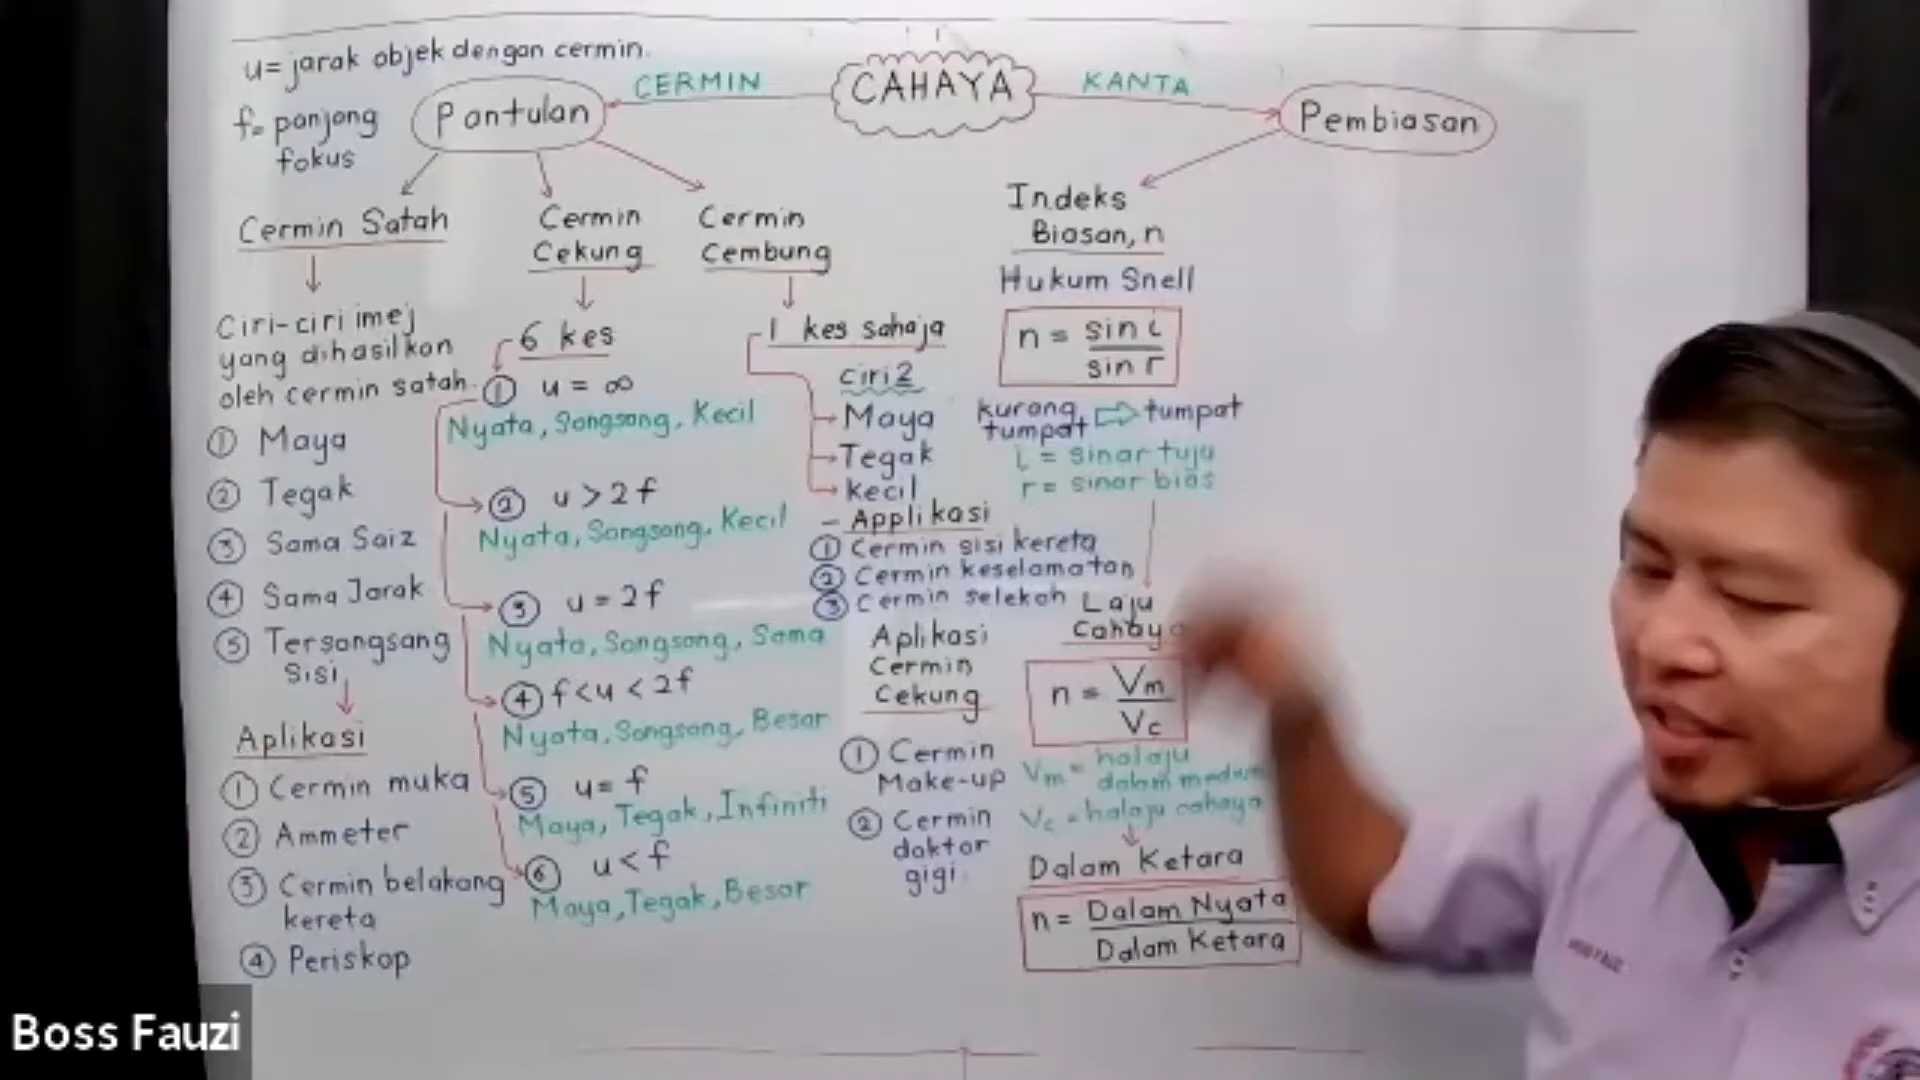 u = jarak objek dengan cermin.
f = panjang
fokus
CERMIN
CAHAYA
KANTA
Pantulan
Pembiasan
Cermin Satah
Ciri-ciri imej
yang dihasilkan
oleh cermin satah
① Maya
② Tegak
③ Sama Saiz
④ Sama Jarak
⑤ Tersongsang
Sisi
Aplikasi
① Cermin muka
② Ammeter
③ Cermin belakang
kereta
④ Periskop
Cermin
Cekung
6 kes
① u = ∞
Nyata, Songsang, Kecil
② u > 2f
Nyata, Songsang, Kecil
③ u = 2f
Nyata, Songsang, Sama
④ f < u < 2f
Nyata, Songsang, Besar
⑤ u = f
Maya, Tegak, Infiniti
⑥ u < f
Maya, Tegak, Besar
Cermin
Cembung
1 kes sahaja
Ciri2
Maya
Tegak
kecil
- Applikasi
① Cermin sisi kereta
② Cermin keselamatan
③ Cermin selekoh
Aplikasi
Cermin
Cekung
① Cermin
Make-up
② Cermin
doktor
gigi.
Indeks
Biasan, n
Hukum Snell
n = sin i / sin r
kurang tumpat ⇨ tumpat
i = sinar tuju
r = sinar bias
Laju
Cahaya
n = Vm / Vc
Vm = halaju
dalam medium
Vc = halaju cahaya
Dalam Ketara
n = Dalam Nyata / Dalam Ketara
Boss Fauzi